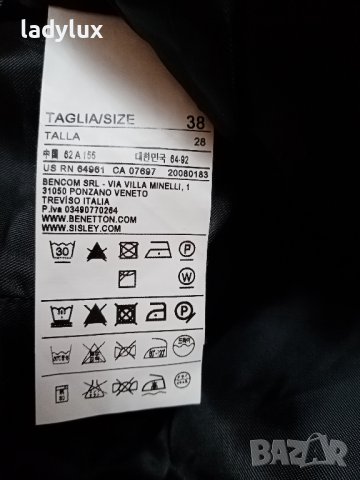 ladylux
TAGLIA/SIZE 38
TALLA 28
中国 62 A 155 대한민국 64-92
US RN 64961 CA 07697 20080183
BENCOM SRL - VIA VILLA MINELLI, 1
31050 PONZANO VENETO
TREVISO ITALIA
P.iva 03490770264
WWW.BENETTON.COM
WWW.SISLEY.COM
30 P
W
P
BAZAR